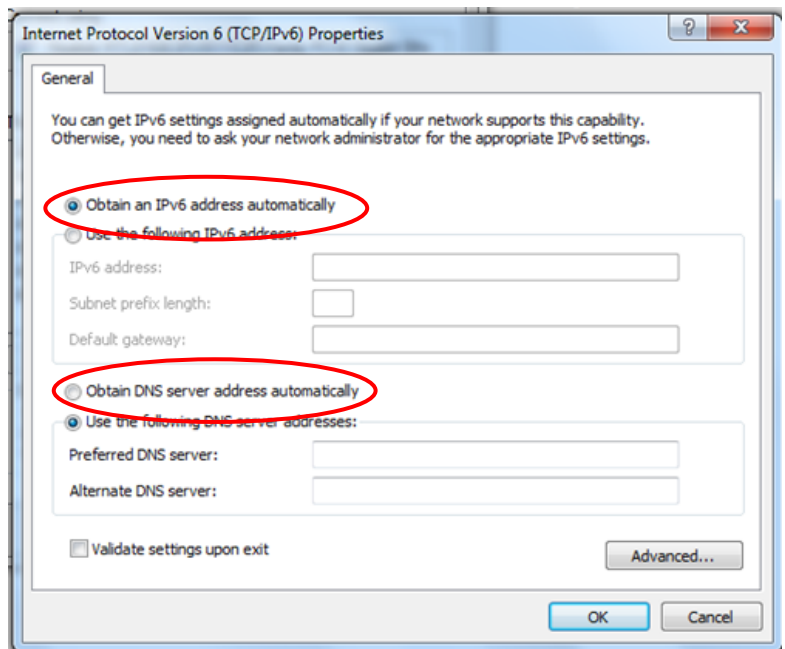 Internet Protocol Version 6 (TCP/IPv6) Properties
General
You can get IPv6 settings assigned automatically if your network supports this capability.
Otherwise, you need to ask your network administrator for the appropriate IPv6 settings.
Obtain an IPv6 address automatically
Use the following IPv6 address:
IPv6 address:
Subnet prefix length:
Default gateway:
Obtain DNS server address automatically
Use the following DNS server addresses:
Preferred DNS server:
Alternate DNS server:
Validate settings upon exit
Advanced...
OK
Cancel